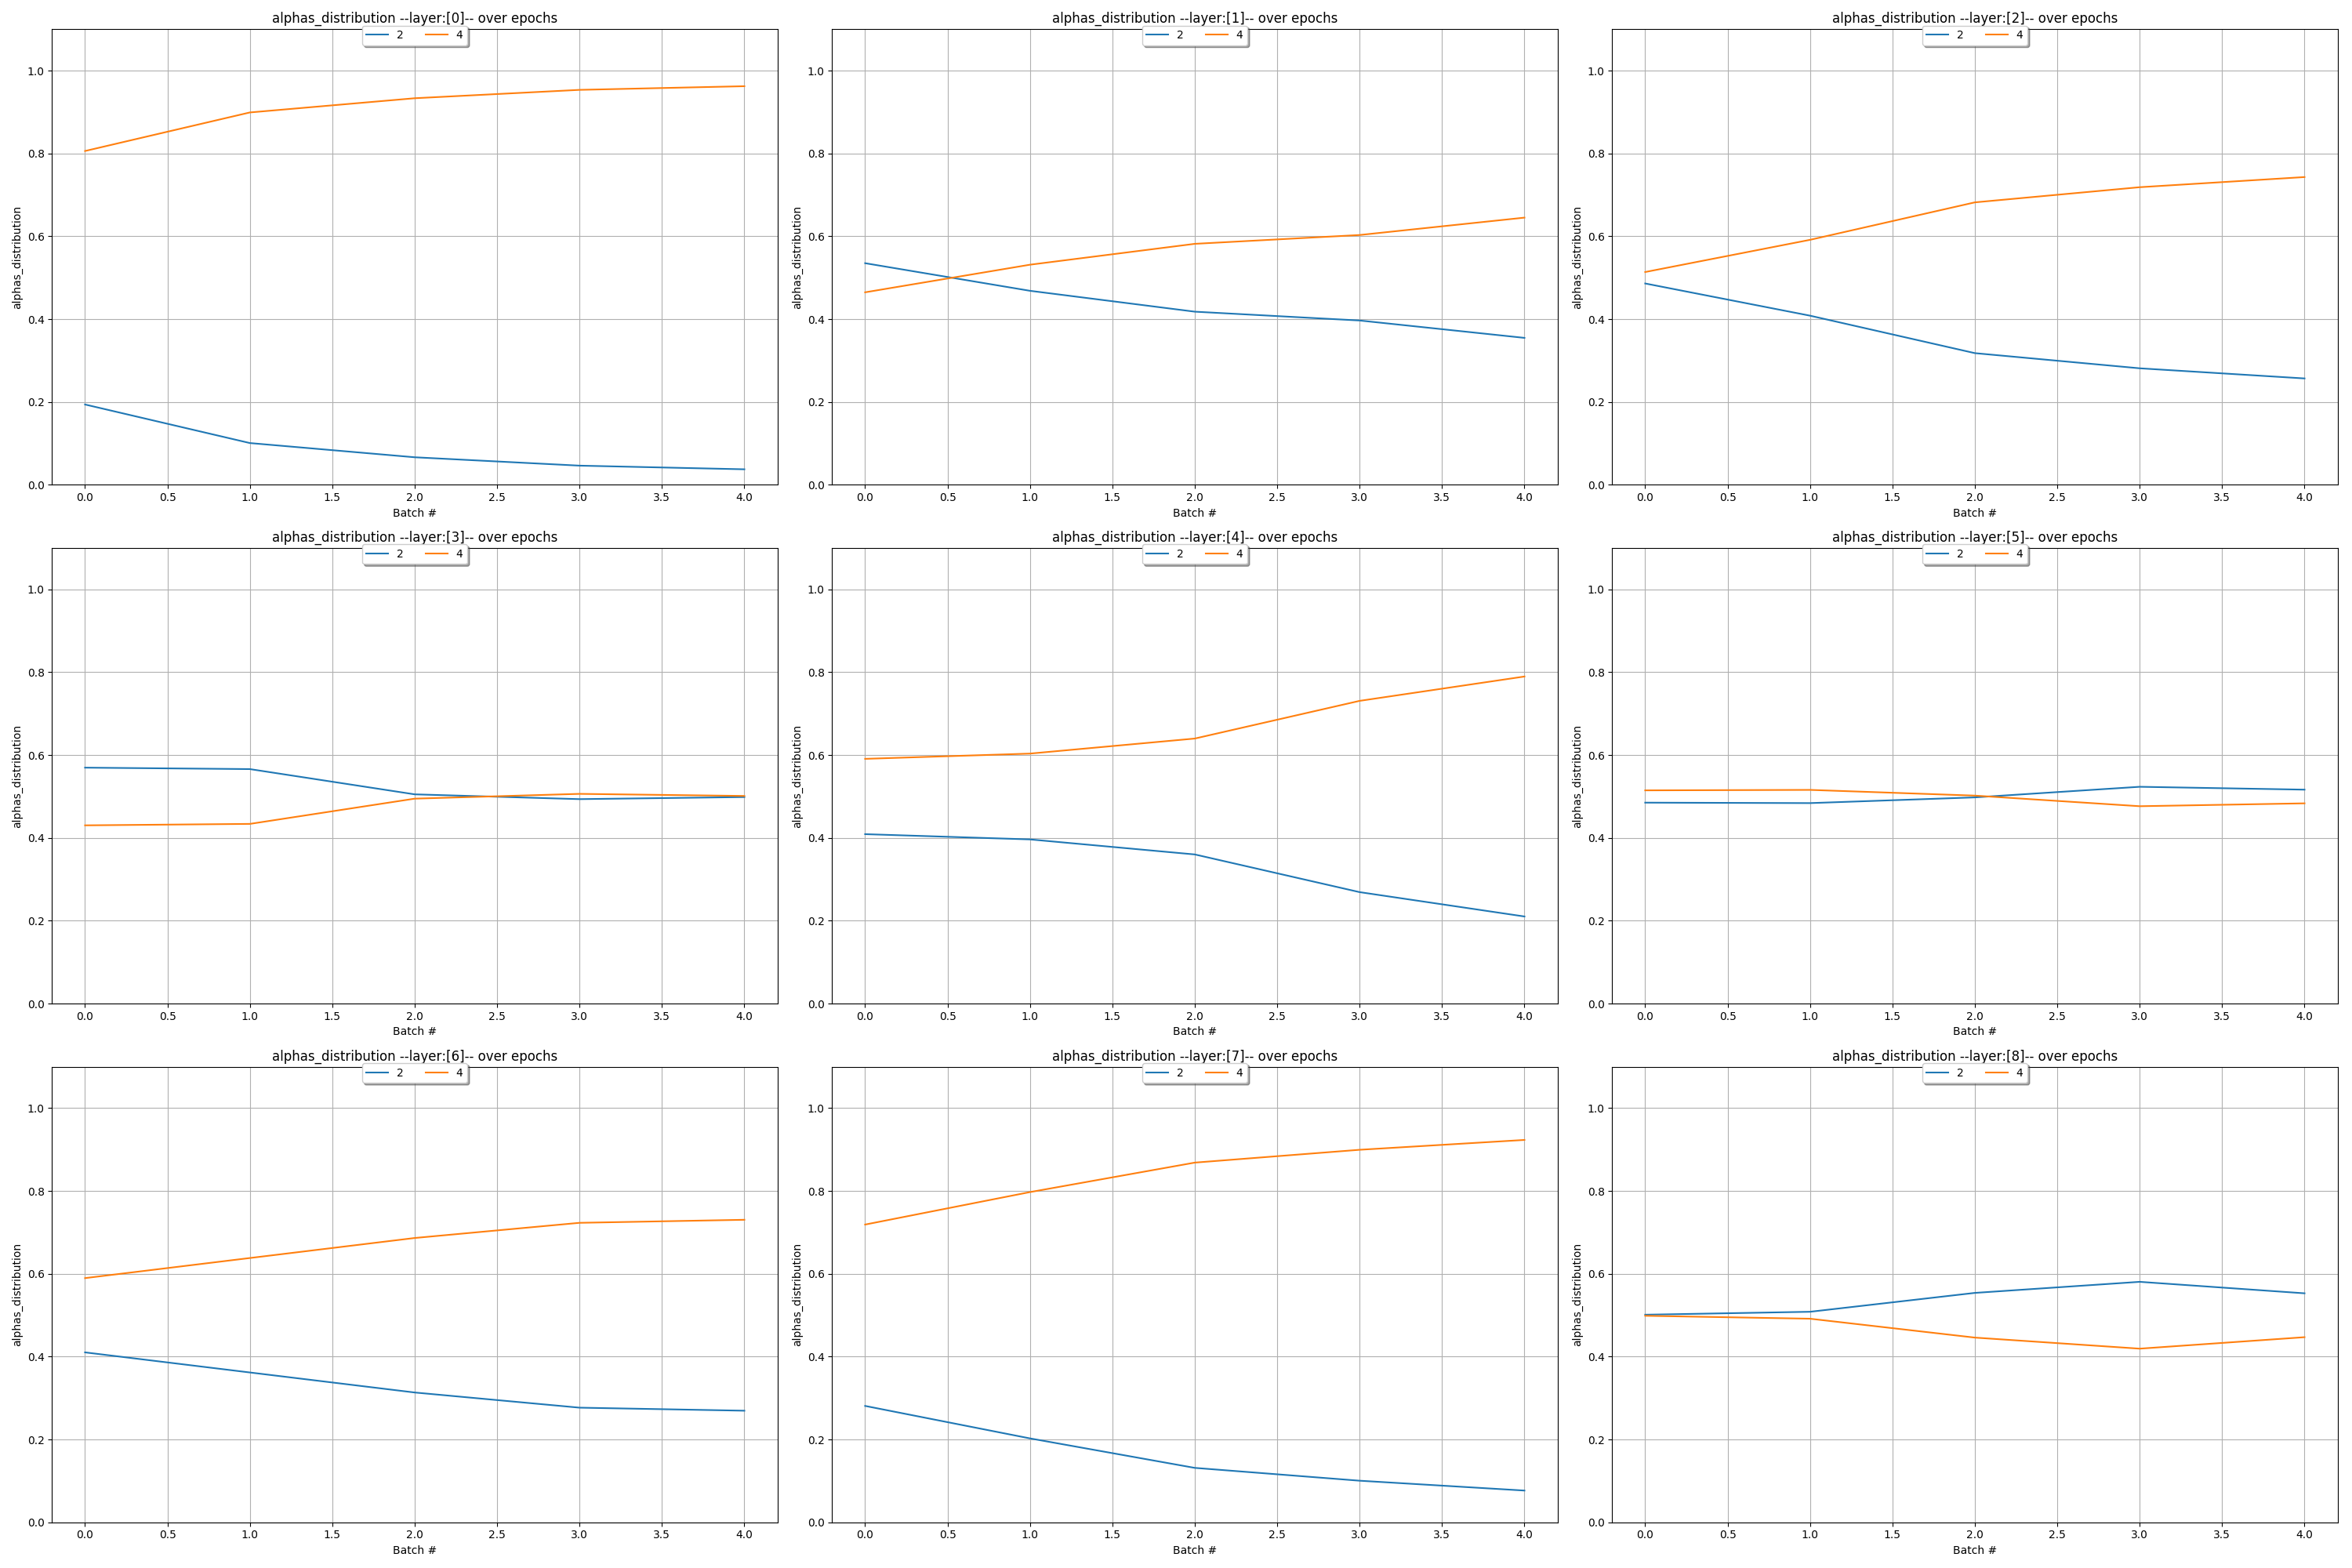 alphas_distribution --layer:[0]-- over epochs
2 4
alphas_distribution
1.0
0.8
0.6
0.4
0.2
0.0
0.0 0.5 1.0 1.5 2.0 2.5 3.0 3.5 4.0
Batch #
alphas_distribution --layer:[1]-- over epochs
2 4
alphas_distribution
1.0
0.8
0.6
0.4
0.2
0.0
0.0 0.5 1.0 1.5 2.0 2.5 3.0 3.5 4.0
Batch #
alphas_distribution --layer:[2]-- over epochs
2 4
alphas_distribution
1.0
0.8
0.6
0.4
0.2
0.0
0.0 0.5 1.0 1.5 2.0 2.5 3.0 3.5 4.0
Batch #
alphas_distribution --layer:[3]-- over epochs
2 4
alphas_distribution
1.0
0.8
0.6
0.4
0.2
0.0
0.0 0.5 1.0 1.5 2.0 2.5 3.0 3.5 4.0
Batch #
alphas_distribution --layer:[4]-- over epochs
2 4
alphas_distribution
1.0
0.8
0.6
0.4
0.2
0.0
0.0 0.5 1.0 1.5 2.0 2.5 3.0 3.5 4.0
Batch #
alphas_distribution --layer:[5]-- over epochs
2 4
alphas_distribution
1.0
0.8
0.6
0.4
0.2
0.0
0.0 0.5 1.0 1.5 2.0 2.5 3.0 3.5 4.0
Batch #
alphas_distribution --layer:[6]-- over epochs
2 4
alphas_distribution
1.0
0.8
0.6
0.4
0.2
0.0
0.0 0.5 1.0 1.5 2.0 2.5 3.0 3.5 4.0
Batch #
alphas_distribution --layer:[7]-- over epochs
2 4
alphas_distribution
1.0
0.8
0.6
0.4
0.2
0.0
0.0 0.5 1.0 1.5 2.0 2.5 3.0 3.5 4.0
Batch #
alphas_distribution --layer:[8]-- over epochs
2 4
alphas_distribution
1.0
0.8
0.6
0.4
0.2
0.0
0.0 0.5 1.0 1.5 2.0 2.5 3.0 3.5 4.0
Batch #